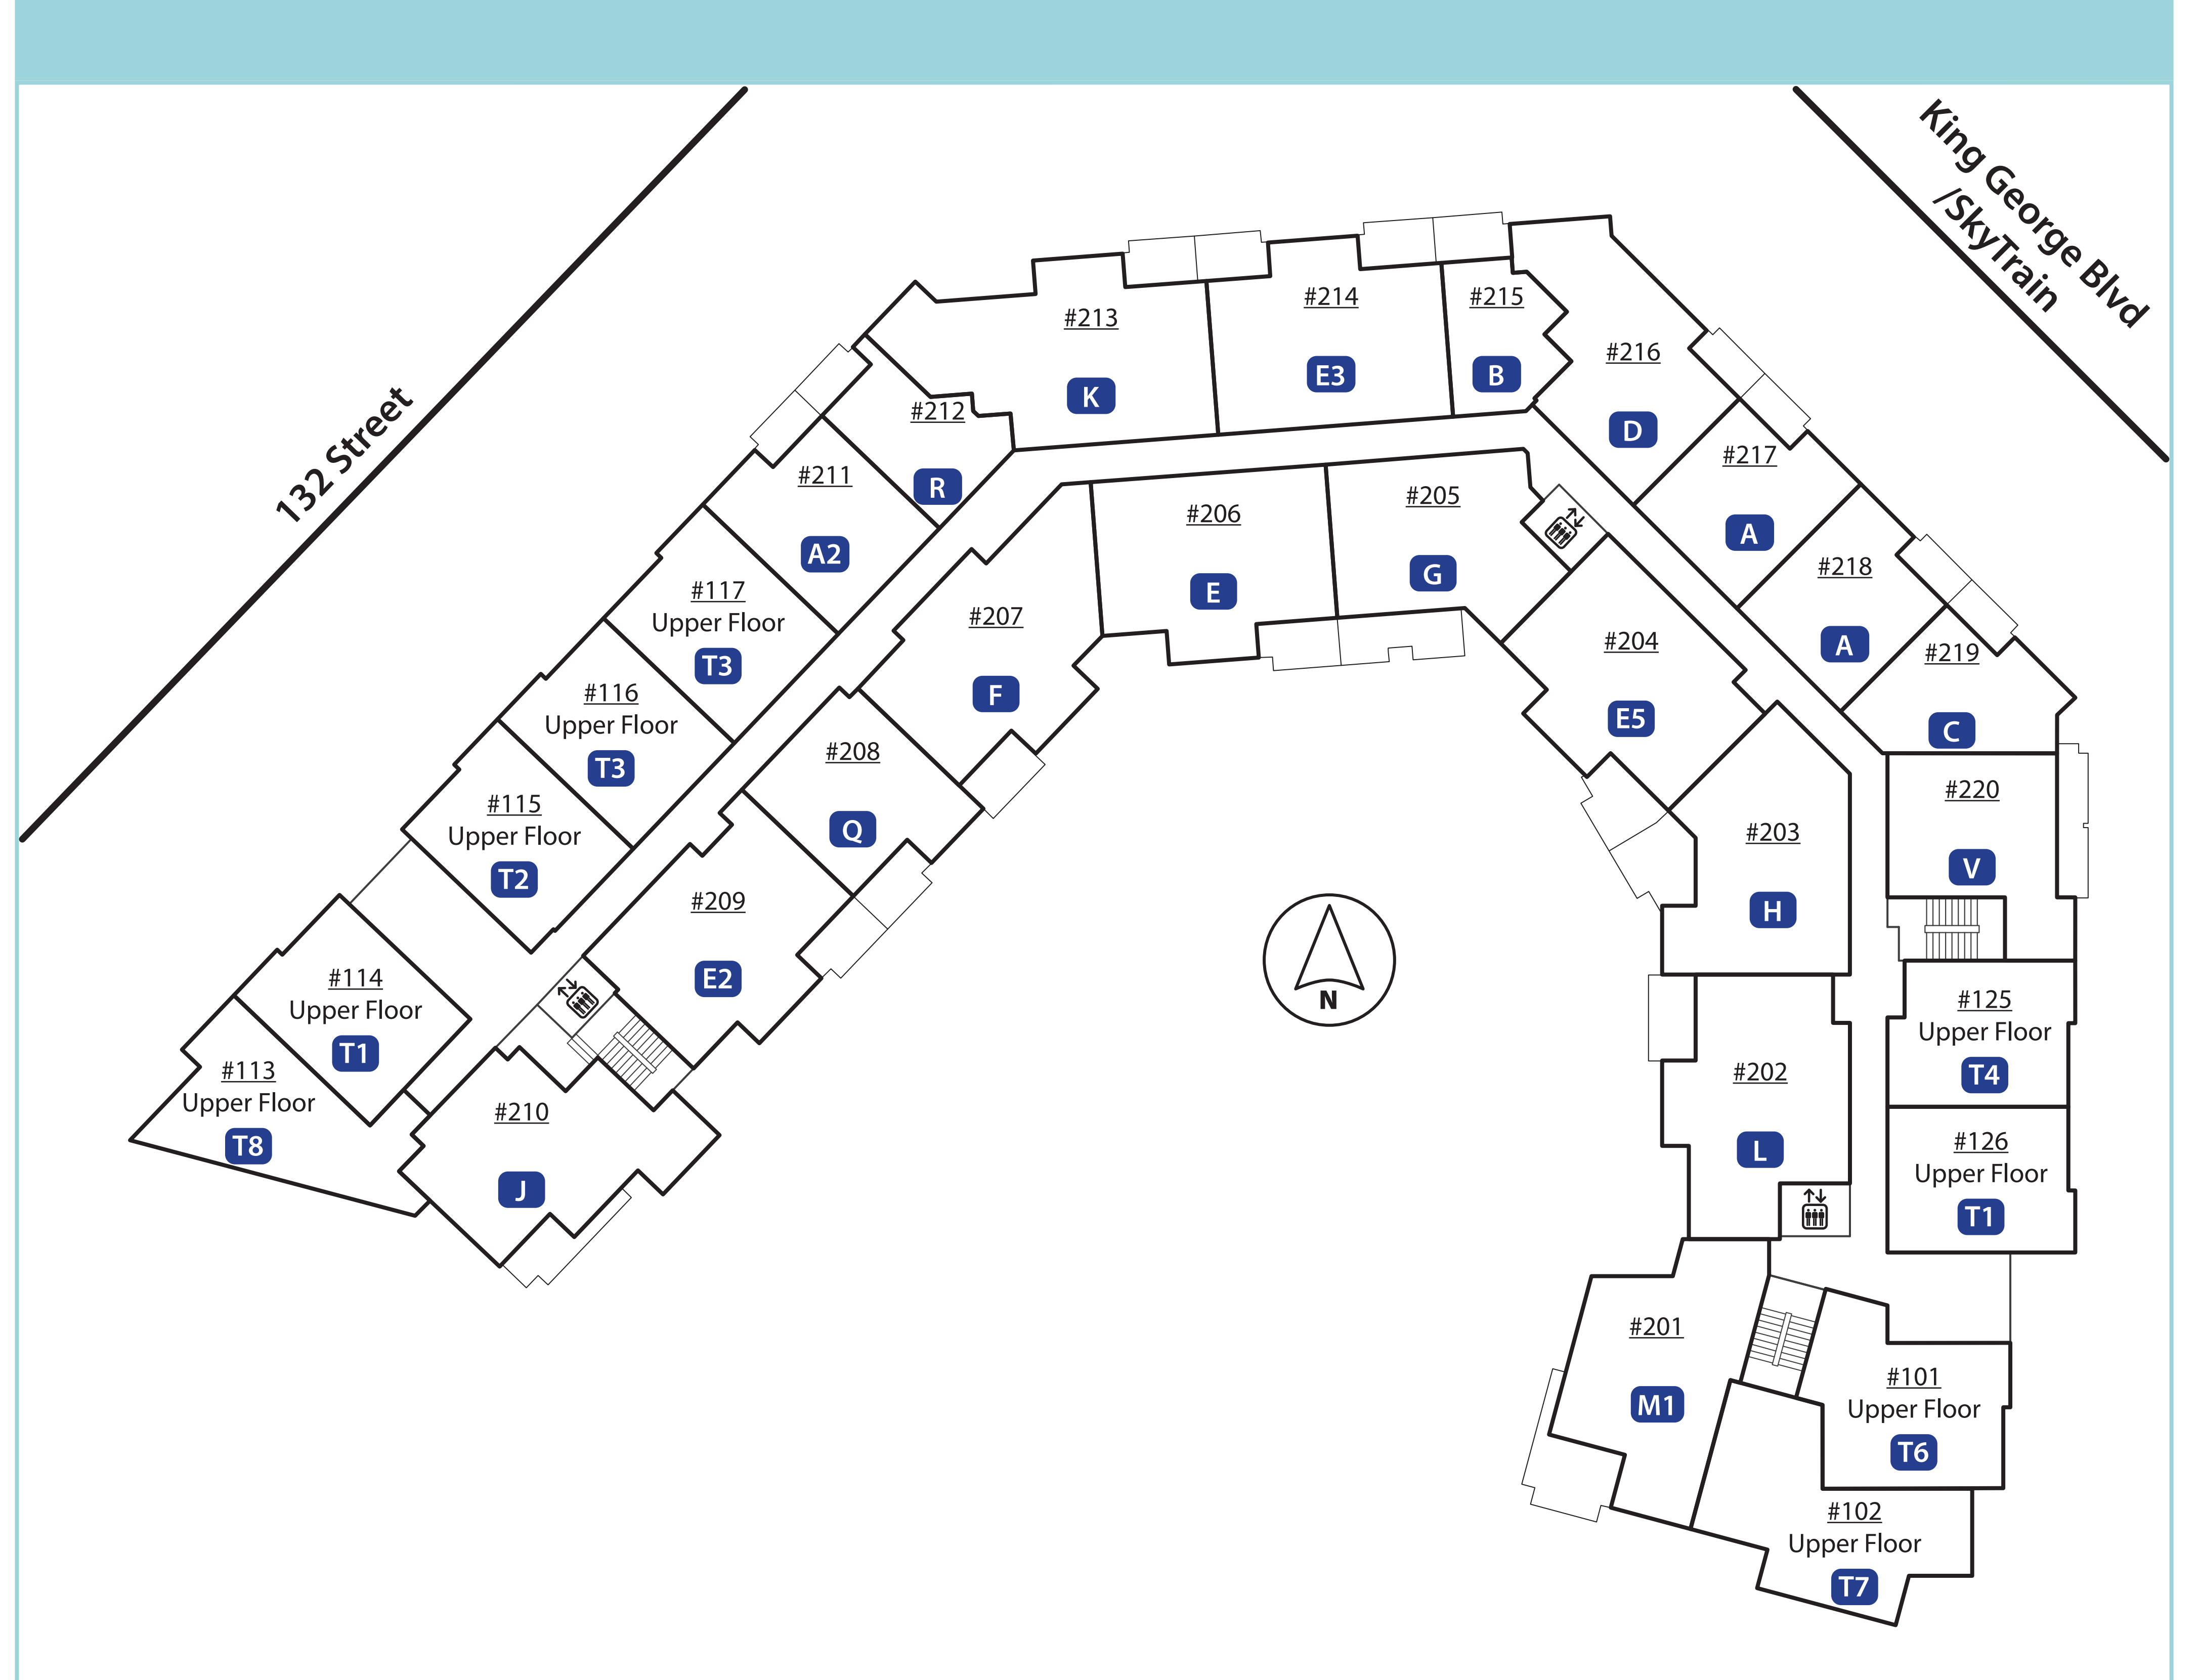 132 Street
King George Blvd
/SkyTrain
#213
K
#214
E3
#215
B
#216
D
#217
A
#218
A
#219
C
#220
V
#212
R
#211
A2
#117
Upper Floor
T3
#116
Upper Floor
T3
#115
Upper Floor
T2
#114
Upper Floor
T1
#113
Upper Floor
T8
#210
J
#209
E2
#208
Q
#207
F
#206
E
#205
G
#204
E5
#203
H
#202
L
#201
M1
#125
Upper Floor
T4
#126
Upper Floor
T1
#101
Upper Floor
T6
#102
Upper Floor
T7
N